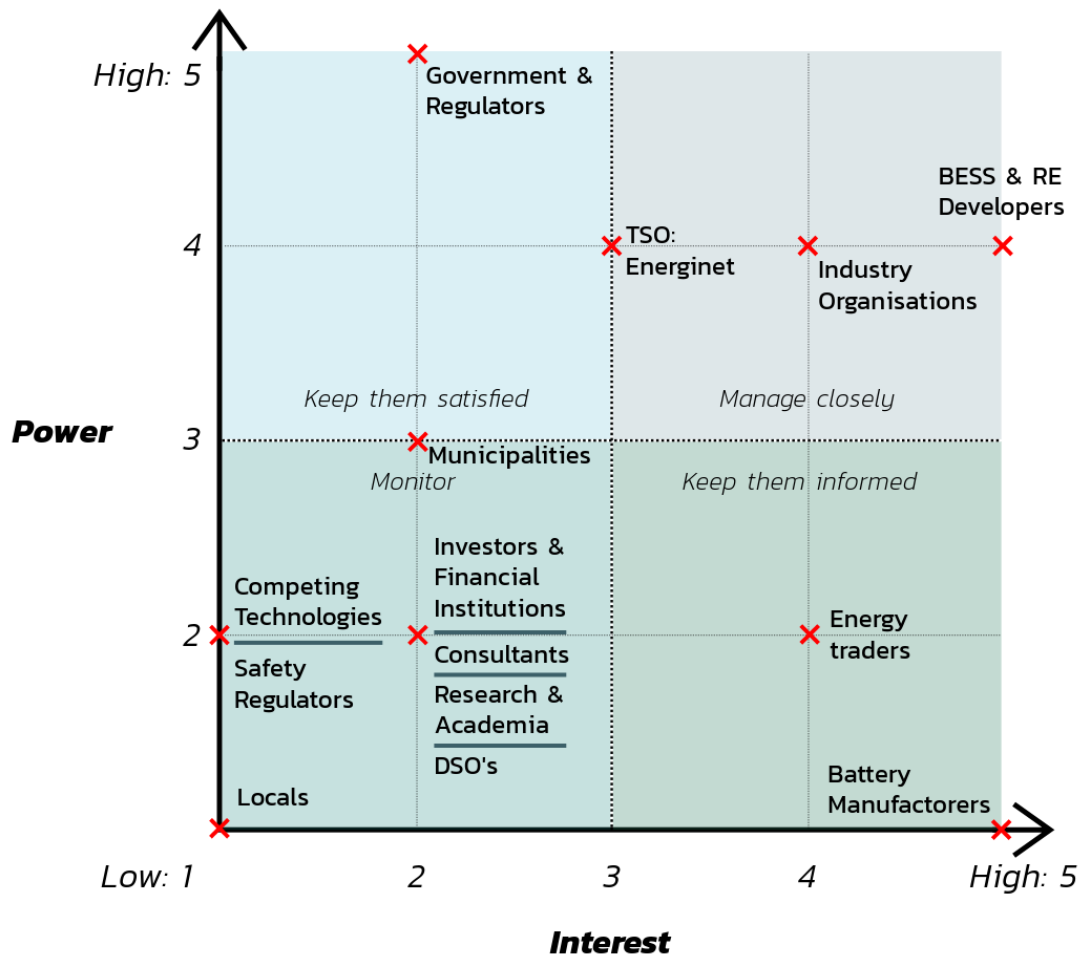 High: 5
Government &
Regulators
BESS & RE
Developers
4
TSO:
Energinet
Industry
Organisations
Keep them satisfied
Manage closely
Power
3
Municipalities
Monitor
Keep them informed
Investors &
Financial
Institutions
Competing
Technologies
2
Energy
traders
Consultants
Safety
Regulators
Research &
Academia
DSO's
Battery
Manufactorers
Locals
Low: 1
2
3
4
High: 5
Interest